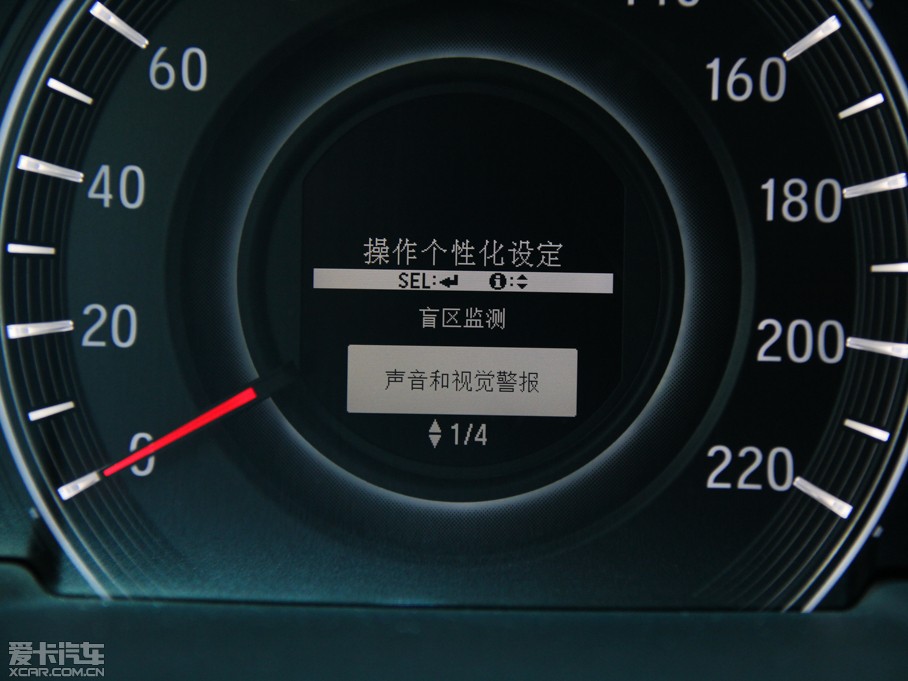 60
160
40
180
操作个性化设定
SEL:↵ i:
盲区监测
20
200
声音和视觉警报
1/4
0
220
爱卡汽车
XCAR.COM.CN